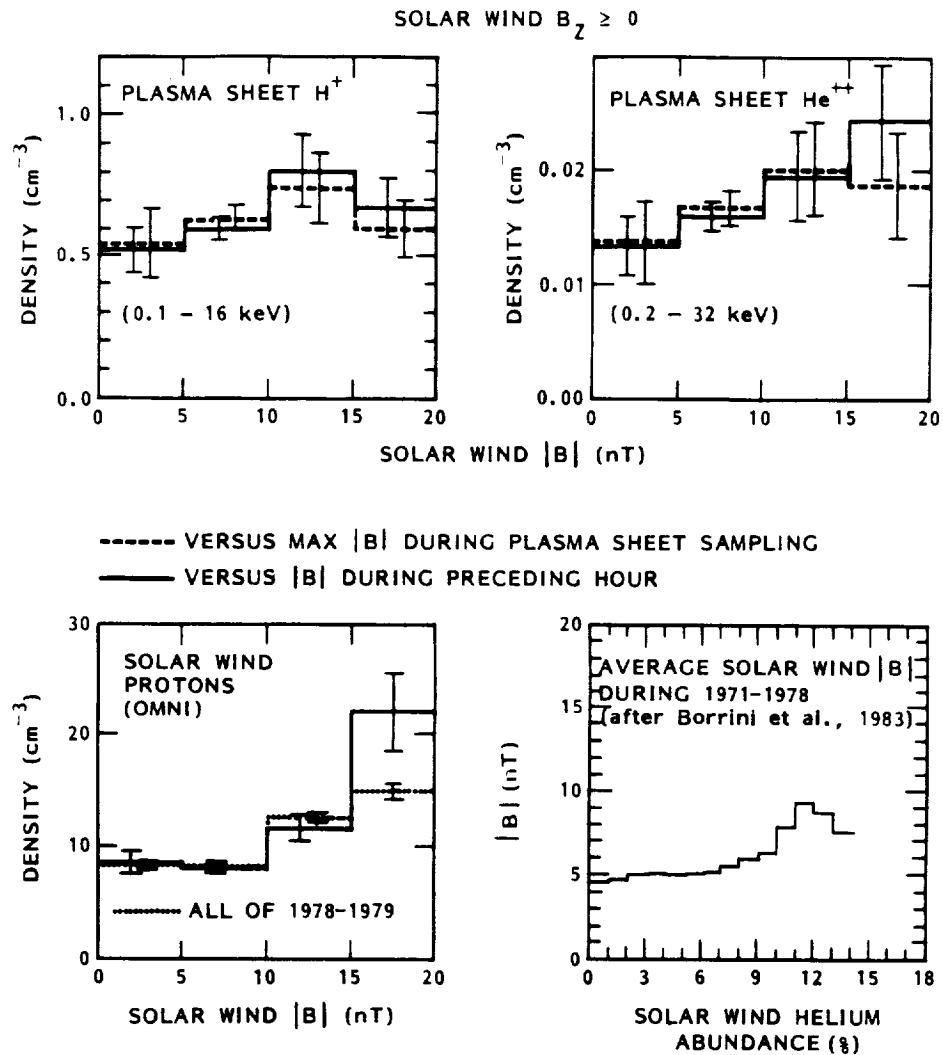 SOLAR WIND B_Z ≥ 0
PLASMA SHEET H^+
DENSITY (cm^-3)
1.0
0.5
0.0
(0.1 – 16 keV)
0 5 10 15 20
PLASMA SHEET He^++
DENSITY (cm^-3)
0.02
0.01
0.00
(0.2 – 32 keV)
0 5 10 15 20
SOLAR WIND |B| (nT)
VERSUS MAX |B| DURING PLASMA SHEET SAMPLING
VERSUS |B| DURING PRECEDING HOUR
SOLAR WIND
PROTONS
(OMNI)
DENSITY (cm^-3)
30
20
10
0
ALL OF 1978–1979
0 5 10 15 20
SOLAR WIND |B| (nT)
AVERAGE SOLAR WIND |B|
DURING 1971–1978
(after Borrini et al., 1983)
|B| (nT)
20
15
10
5
0
0 3 6 9 12 15 18
SOLAR WIND HELIUM
ABUNDANCE (%)